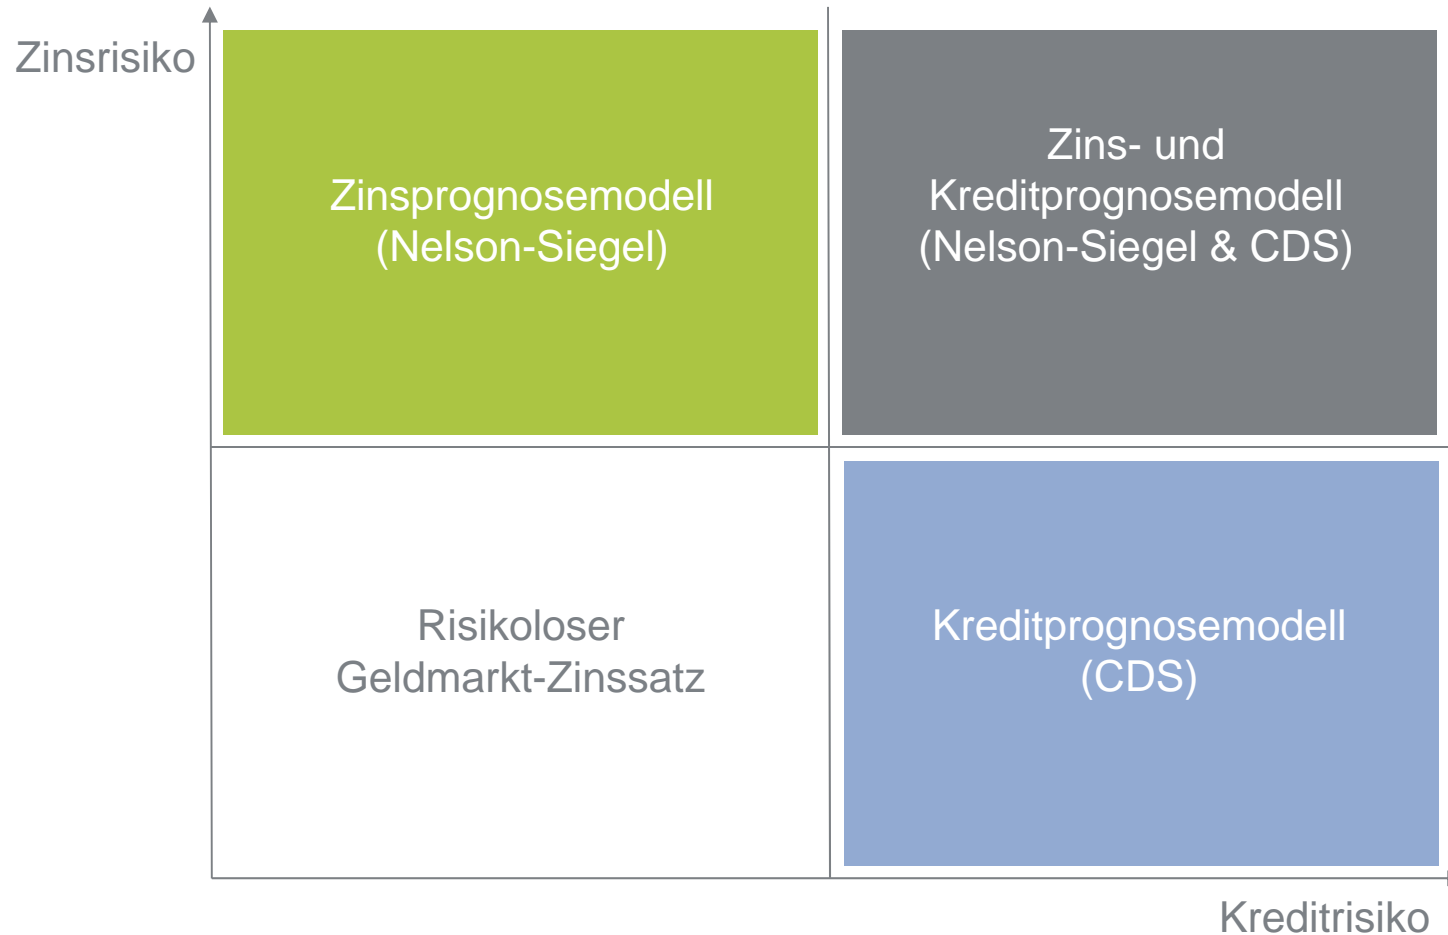 Zinsrisiko
Zinsprognosemodell
(Nelson-Siegel)
Zins- und
Kreditprognosemodell
(Nelson-Siegel & CDS)
Risikoloser
Geldmarkt-Zinssatz
Kreditprognosemodell
(CDS)
Kreditrisiko